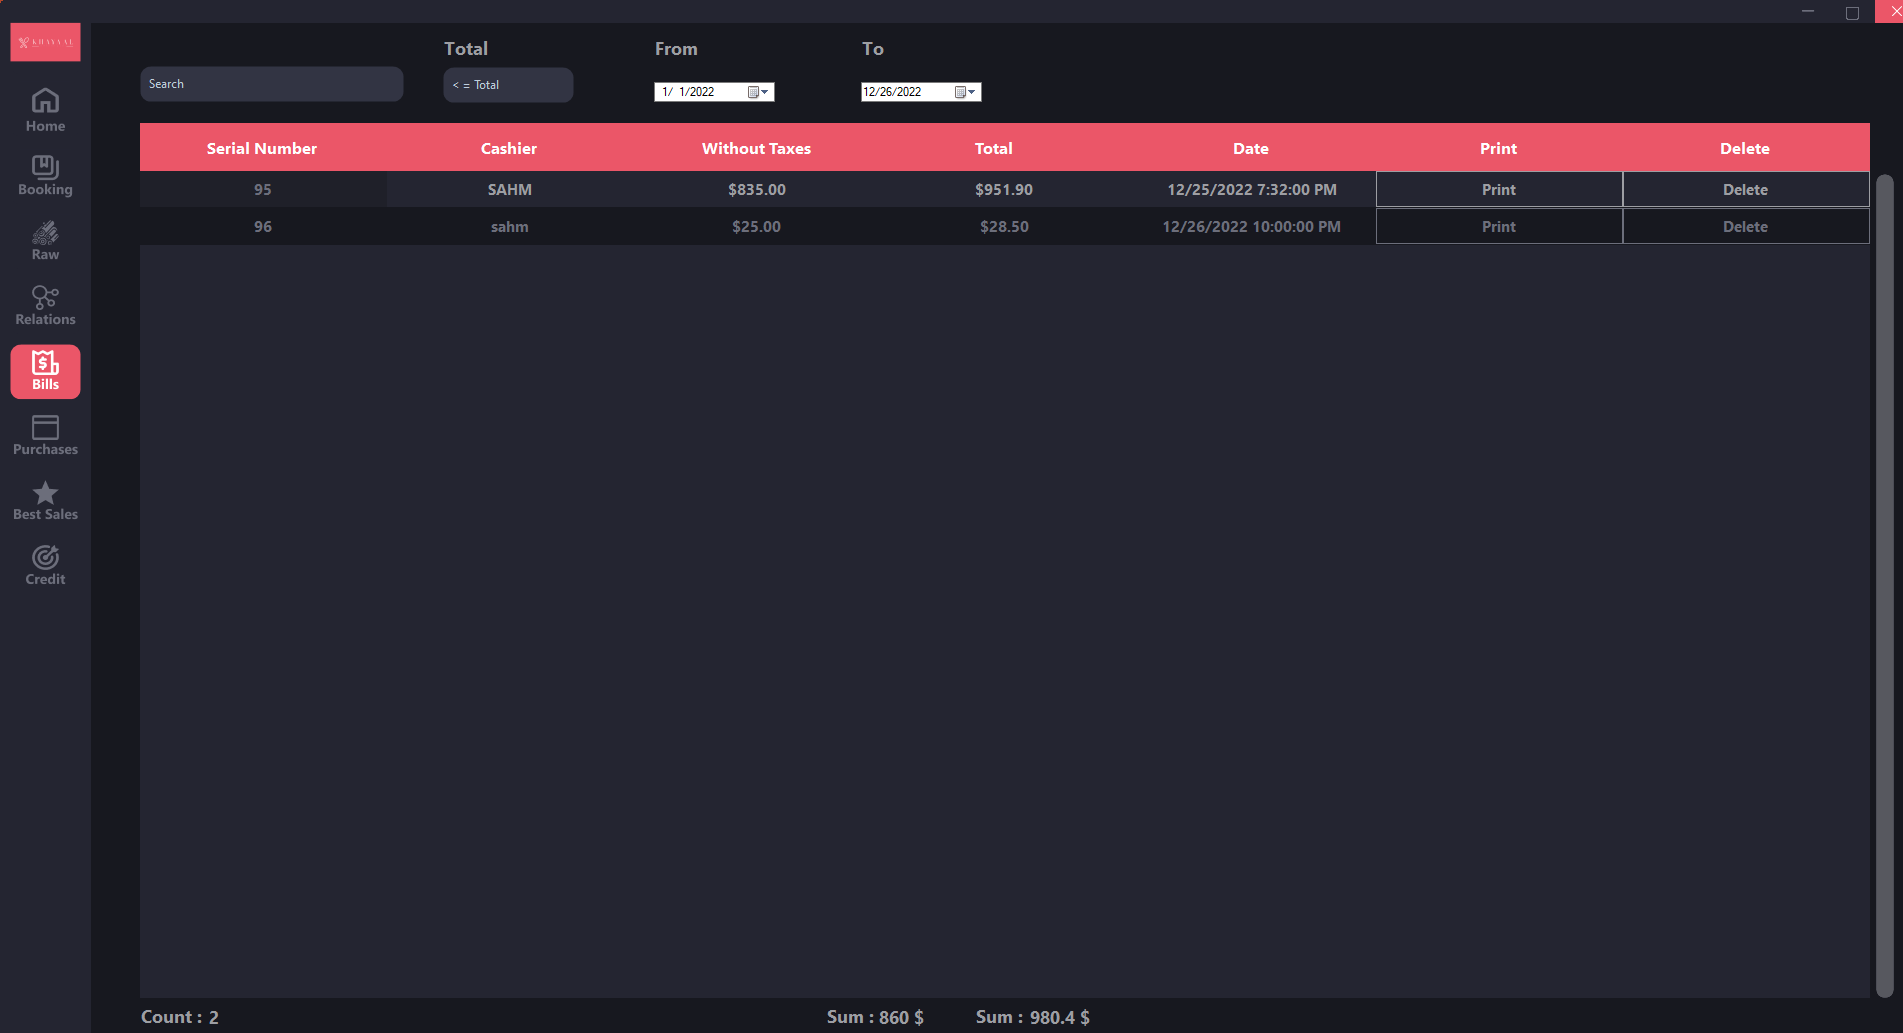 Total
From
To
Search
< = Total
1/ 1/2022
12/26/2022
Home
Booking
Raw
Relations
Bills
Purchases
Best Sales
Credit
Serial Number Cashier Without Taxes Total Date Print Delete
95 SAHM $835.00 $951.90 12/25/2022 7:32:00 PM Print Delete
96 sahm $25.00 $28.50 12/26/2022 10:00:00 PM Print Delete
Count : 2 Sum : 860 $ Sum : 980.4 $